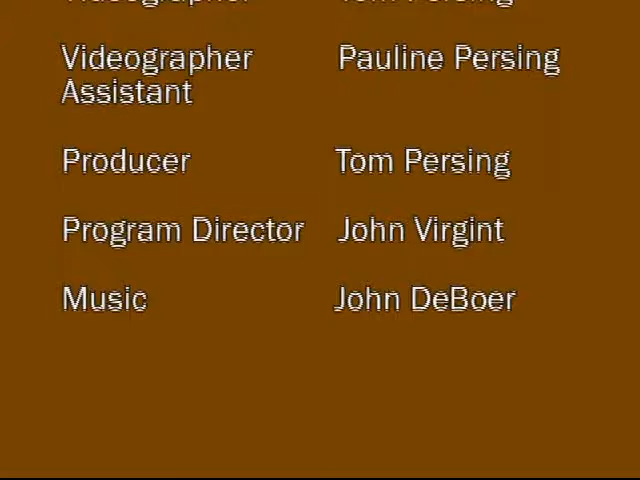 Videographer Tom Persing
Videographer Pauline Persing
Assistant
Producer Tom Persing
Program Director John Virgint
Music John DeBoer